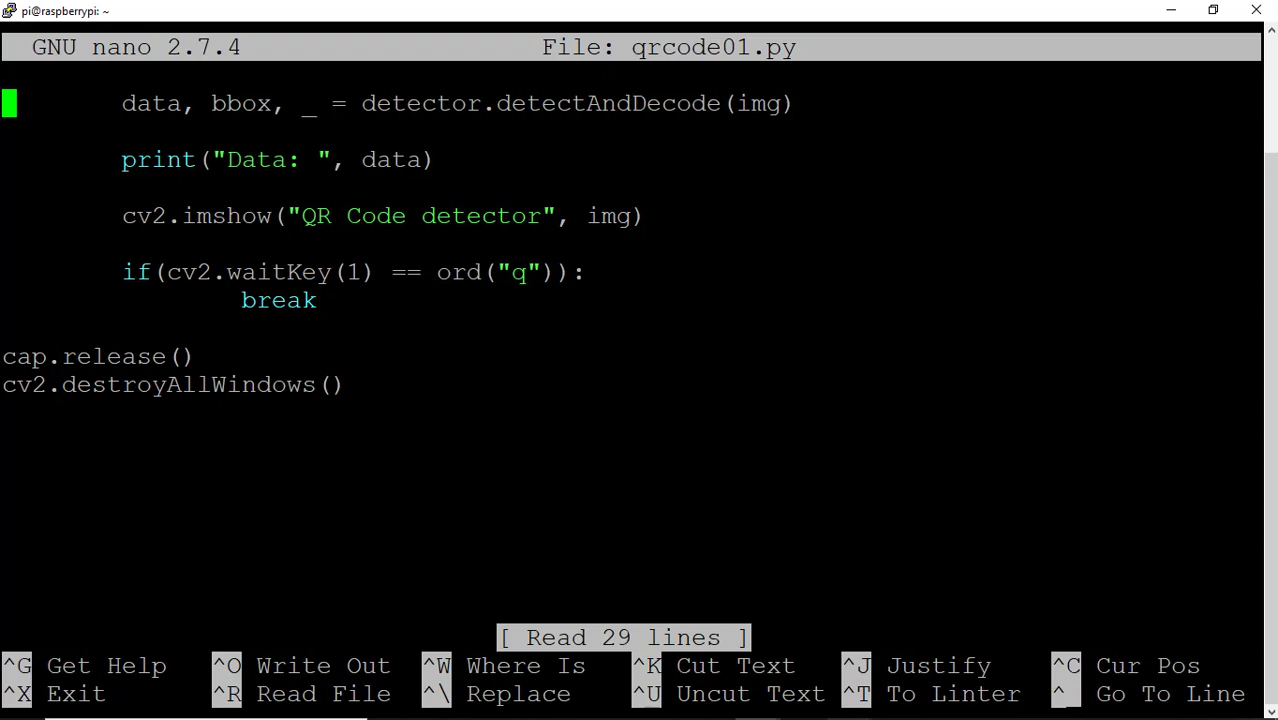 pi@raspberrypi: ~
GNU nano 2.7.4 File: qrcode01.py
data, bbox, _ = detector.detectAndDecode(img)
print("Data: ", data)
cv2.imshow("QR Code detector", img)
if(cv2.waitKey(1) == ord("q")):
break
cap.release()
cv2.destroyAllWindows()
[ Read 29 lines ]
^G Get Help ^O Write Out ^W Where Is ^K Cut Text ^J Justify ^C Cur Pos
^X Exit ^R Read File ^\ Replace ^U Uncut Text ^T To Linter ^_ Go To Line